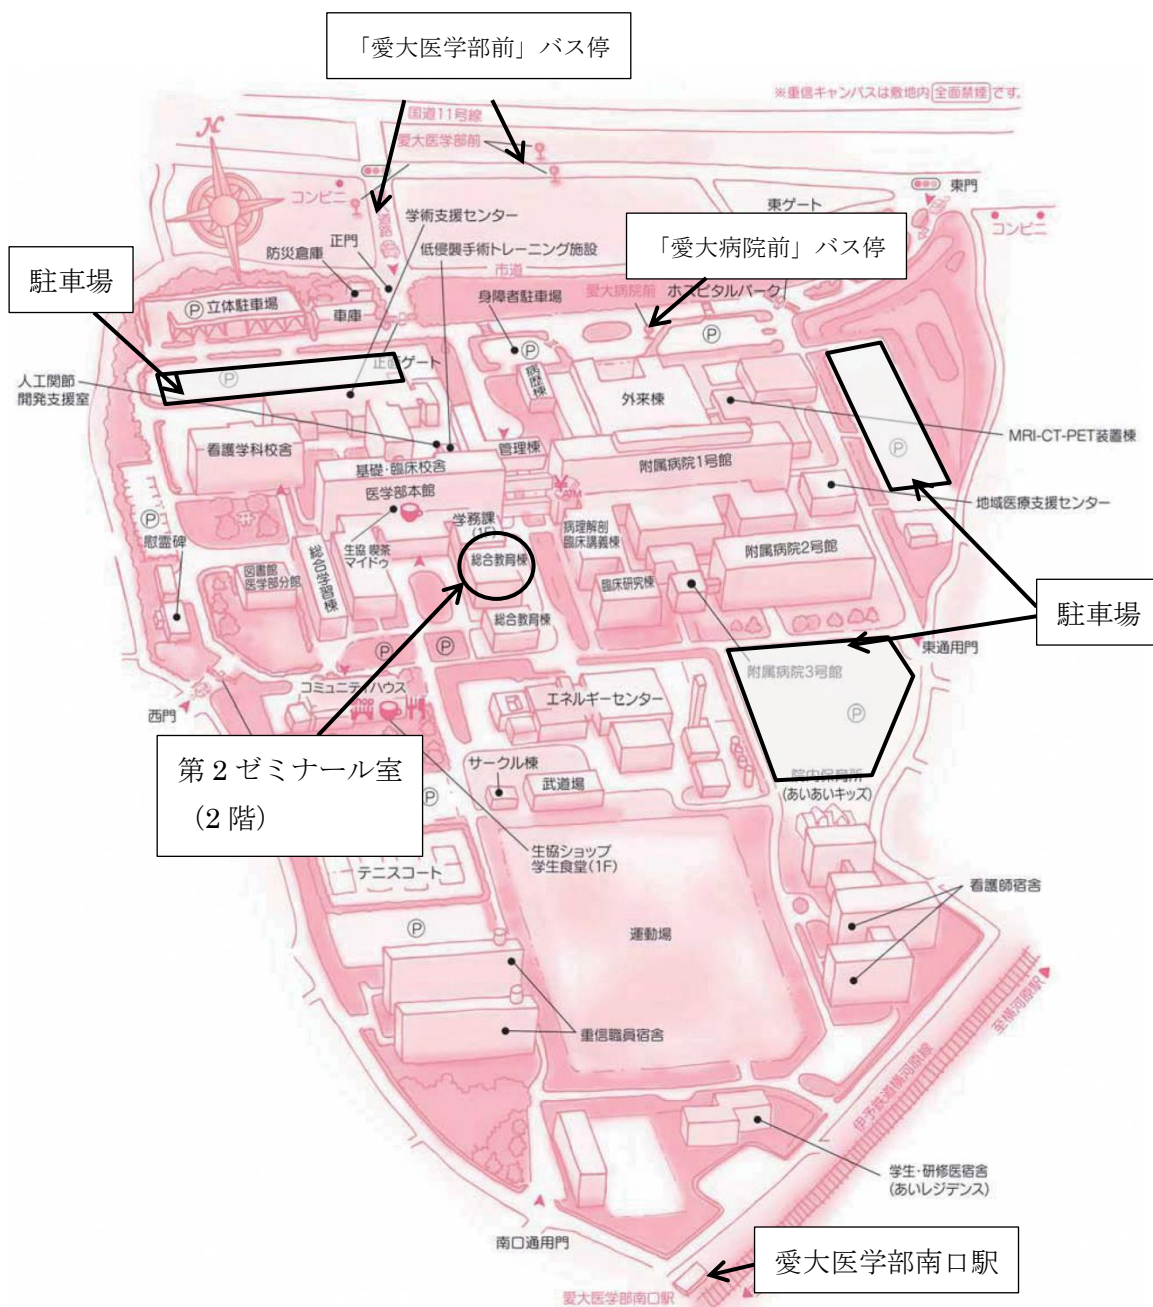 「愛大医学部前」バス停
※重信キャンパスは敷地内全面禁煙です。
国道11号線
愛大医学部前
N
コンビニ
学術支援センター
東門
東ゲート
コンビニ
正門
防災倉庫
低侵襲手術トレーニング施設
「愛大病院前」バス停
市道
駐車場
P立体駐車場
車庫
身障者駐車場
愛大病院前
ホスピタルパーク
P
P
正面ゲート
P
人工関節
開発支援室
病歴棟
外来棟
MRI-CT-PET装置棟
看護学科校舎
管理棟
基礎・臨床校舎
附属病院1号館
P
医学部本館
ATM
地域医療支援センター
P
慰霊碑
学務課
(1F)
生協 喫茶
マイドゥ
総合教育棟
病理解剖
臨床講義棟
附属病院2号館
図書館
医学部分館
総合学習棟
臨床研究棟
駐車場
総合教育棟
P
P
東通用門
附属病院3号館
コミュニティハウス
エネルギーセンター
P
西門
第2ゼミナール室
(2階)
サークル棟
武道場
院内保育所
(あいあいキッズ)
P
生協ショップ
学生食堂(1F)
テニスコート
看護師宿舎
P
運動場
重信職員宿舎
至横河原駅
伊予鉄道横河原線
学生・研修医宿舎
(あいレジデンス)
南口通用門
愛大医学部南口駅
愛大医学部南口駅